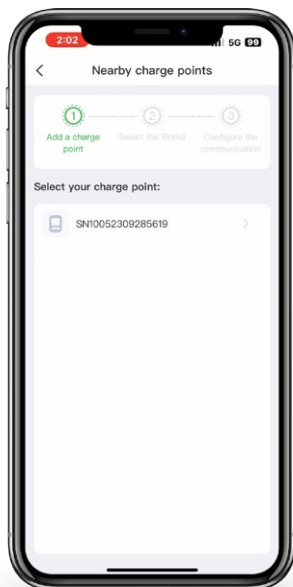 2:02 5G 99
Nearby charge points
1 2 3
Add a charge Select the Brend Configure the
point communication
Select your charge point:
SN10052309285619